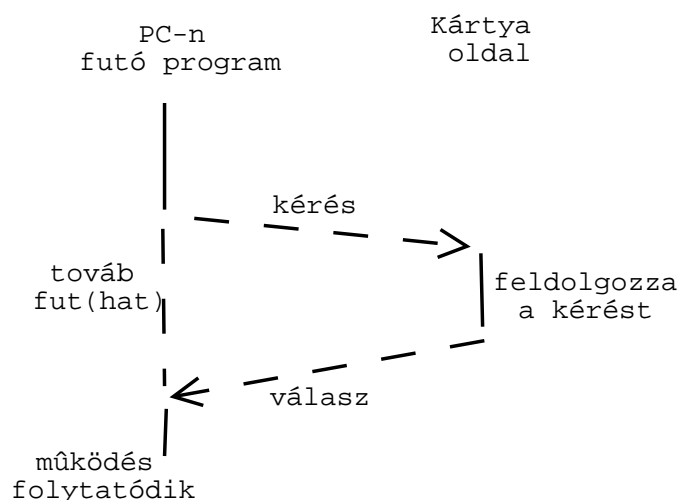 PC-n
futó program
Kártya
oldal
kérés
továb
fut(hat)
feldolgozza
a kérést
válasz
mûködés
folytatódik